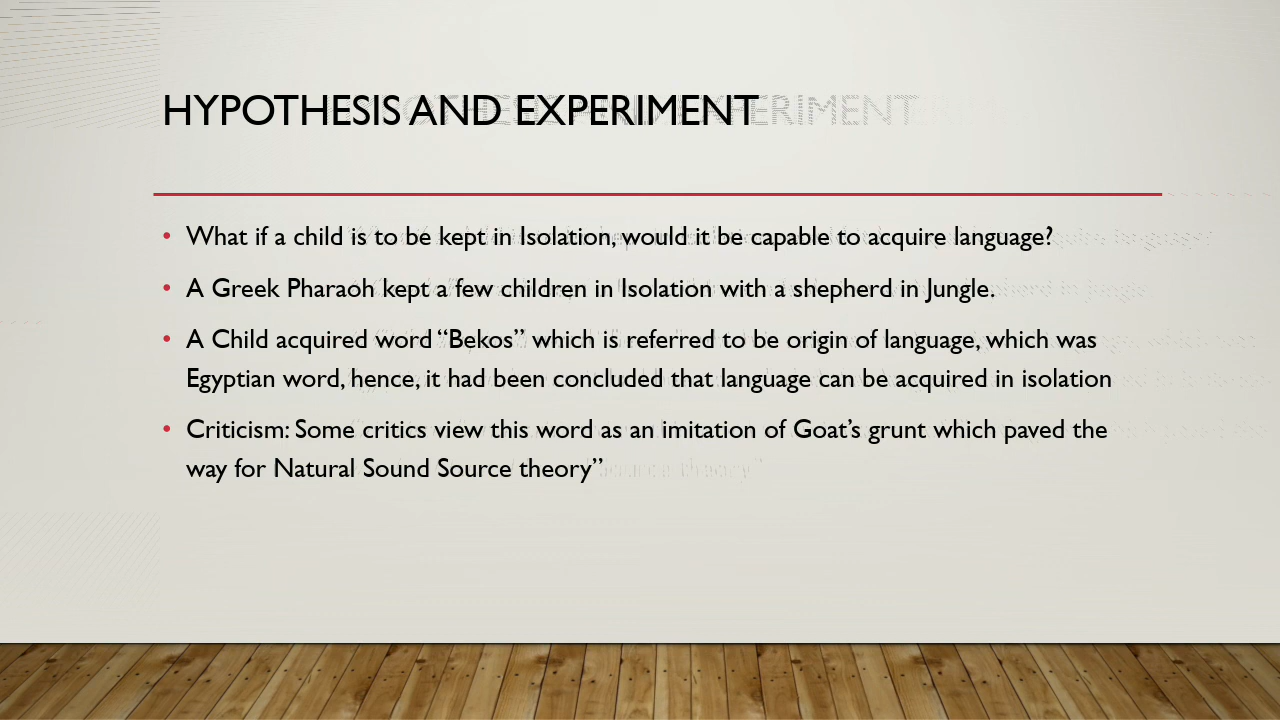 HYPOTHESIS AND EXPERIMENT
• What if a child is to be kept in Isolation, would it be capable to acquire language?
• A Greek Pharaoh kept a few children in Isolation with a shepherd in Jungle.
• A Child acquired word “Bekos” which is referred to be origin of language, which was
Egyptian word, hence, it had been concluded that language can be acquired in isolation
• Criticism: Some critics view this word as an imitation of Goat’s grunt which paved the
way for Natural Sound Source theory”